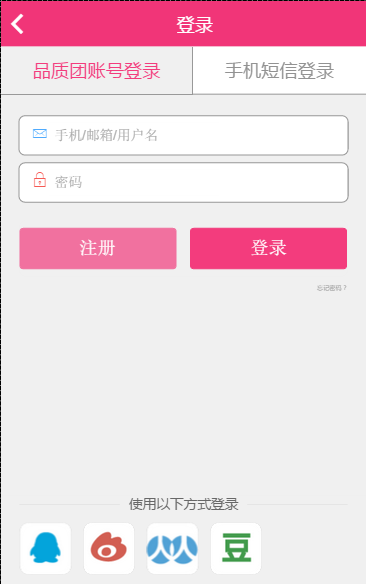 登录
品质团账号登录
手机短信登录
手机/邮箱/用户名
密码
注册
登录
忘记密码？
使用以下方式登录
豆